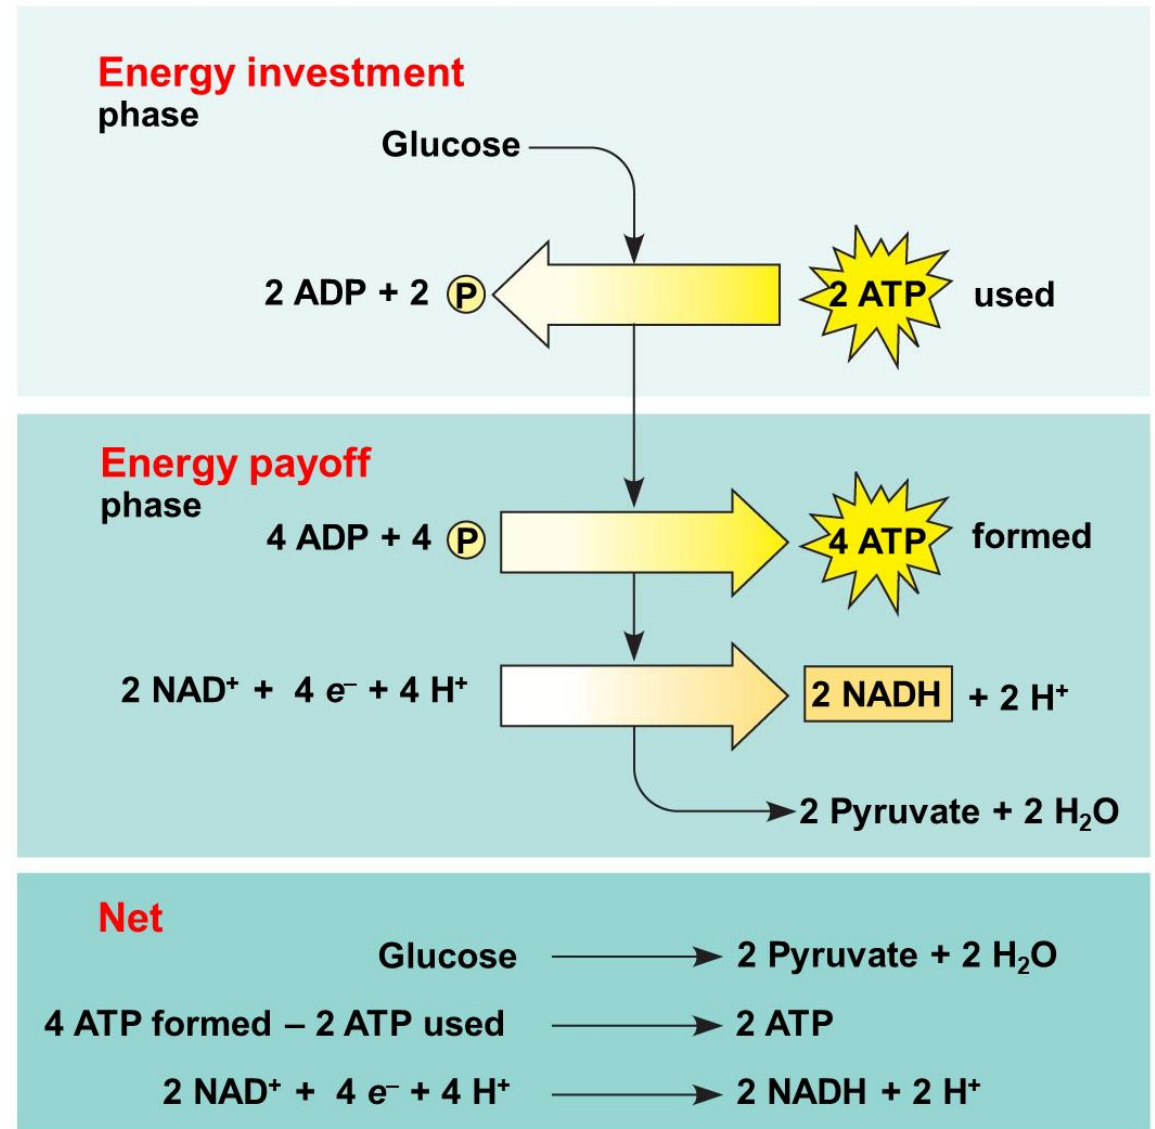 Energy investment
phase
Glucose
2 ADP + 2 P
2 ATP used
Energy payoff
phase
4 ADP + 4 P
4 ATP formed
2 NAD⁺ + 4 e⁻ + 4 H⁺
2 NADH + 2 H⁺
2 Pyruvate + 2 H₂O
Net
Glucose 2 Pyruvate + 2 H₂O
4 ATP formed – 2 ATP used 2 ATP
2 NAD⁺ + 4 e⁻ + 4 H⁺ 2 NADH + 2 H⁺